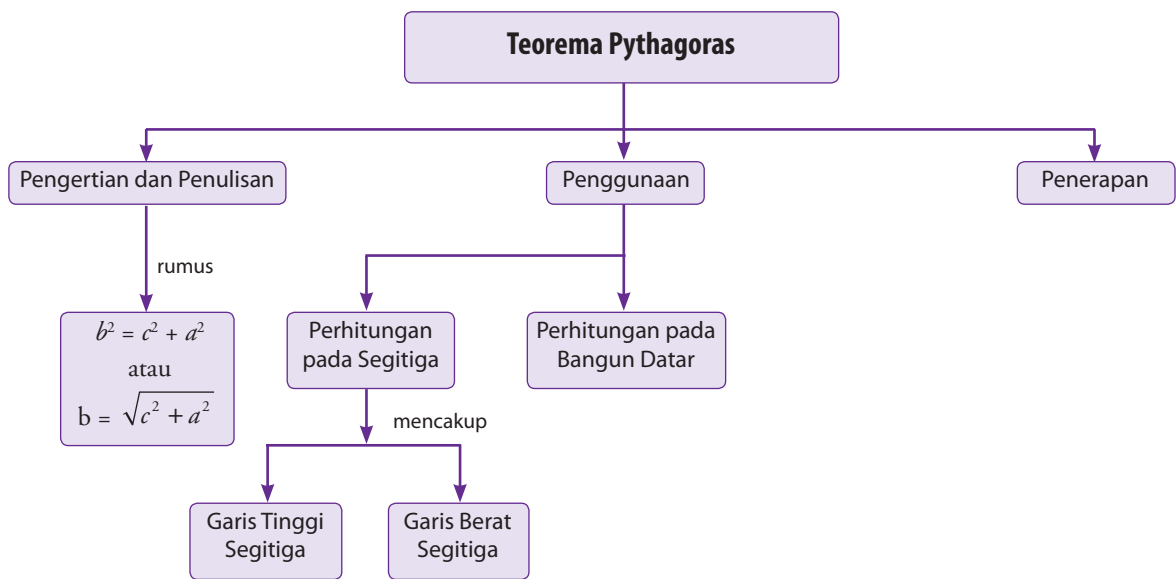 Teorema Pythagoras
Pengertian dan Penulisan
Penggunaan
Penerapan
rumus
b² = c² + a²
atau
b = √(c² + a²)
Perhitungan
pada Segitiga
Perhitungan pada
Bangun Datar
mencakup
Garis Tinggi
Segitiga
Garis Berat
Segitiga